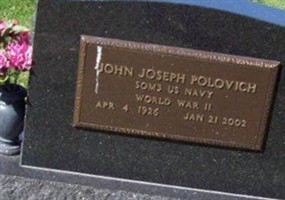 JOHN JOSEPH POLOVICH
SOM3 US NAVY
WORLD WAR II
APR 4 1926 JAN 21 2002